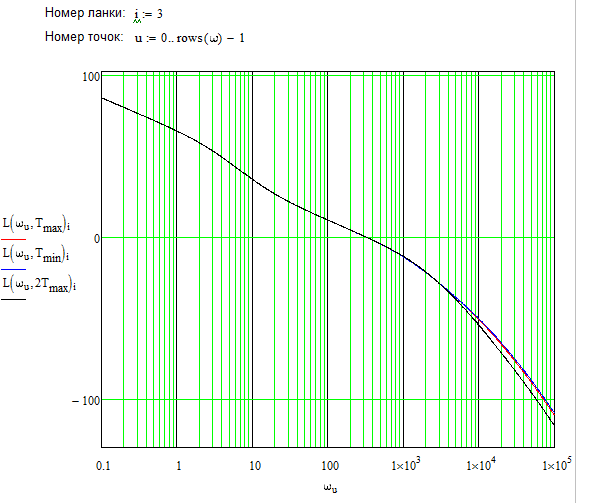 Номер ланки: i := 3
Номер точок: u := 0.. rows(ω) − 1
100
L(ωu, Tmax)i
0
L(ωu, Tmin)i
L(ωu, 2Tmax)i
− 100
0.1 1 10 100 1×10³ 1×10⁴ 1×10⁵
ωu